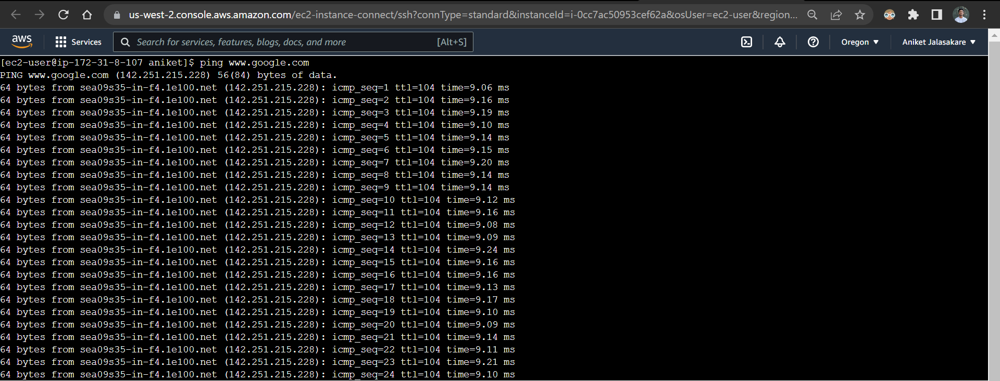 us-west-2.console.aws.amazon.com/ec2-instance-connect/ssh?connType=standard&instanceId=i-0cc7ac50953cef62a&osUser=ec2-user&region...
aws Services Search for services, features, blogs, docs, and more [Alt+S] Oregon Aniket Jalasakare
[ec2-user@ip-172-31-8-107 aniket]$ ping www.google.com
PING www.google.com (142.251.215.228) 56(84) bytes of data.
64 bytes from sea09s35-in-f4.1e100.net (142.251.215.228): icmp_seq=1 ttl=104 time=9.06 ms
64 bytes from sea09s35-in-f4.1e100.net (142.251.215.228): icmp_seq=2 ttl=104 time=9.16 ms
64 bytes from sea09s35-in-f4.1e100.net (142.251.215.228): icmp_seq=3 ttl=104 time=9.19 ms
64 bytes from sea09s35-in-f4.1e100.net (142.251.215.228): icmp_seq=4 ttl=104 time=9.10 ms
64 bytes from sea09s35-in-f4.1e100.net (142.251.215.228): icmp_seq=5 ttl=104 time=9.14 ms
64 bytes from sea09s35-in-f4.1e100.net (142.251.215.228): icmp_seq=6 ttl=104 time=9.15 ms
64 bytes from sea09s35-in-f4.1e100.net (142.251.215.228): icmp_seq=7 ttl=104 time=9.20 ms
64 bytes from sea09s35-in-f4.1e100.net (142.251.215.228): icmp_seq=8 ttl=104 time=9.14 ms
64 bytes from sea09s35-in-f4.1e100.net (142.251.215.228): icmp_seq=9 ttl=104 time=9.14 ms
64 bytes from sea09s35-in-f4.1e100.net (142.251.215.228): icmp_seq=10 ttl=104 time=9.12 ms
64 bytes from sea09s35-in-f4.1e100.net (142.251.215.228): icmp_seq=11 ttl=104 time=9.16 ms
64 bytes from sea09s35-in-f4.1e100.net (142.251.215.228): icmp_seq=12 ttl=104 time=9.08 ms
64 bytes from sea09s35-in-f4.1e100.net (142.251.215.228): icmp_seq=13 ttl=104 time=9.09 ms
64 bytes from sea09s35-in-f4.1e100.net (142.251.215.228): icmp_seq=14 ttl=104 time=9.24 ms
64 bytes from sea09s35-in-f4.1e100.net (142.251.215.228): icmp_seq=15 ttl=104 time=9.16 ms
64 bytes from sea09s35-in-f4.1e100.net (142.251.215.228): icmp_seq=16 ttl=104 time=9.16 ms
64 bytes from sea09s35-in-f4.1e100.net (142.251.215.228): icmp_seq=17 ttl=104 time=9.13 ms
64 bytes from sea09s35-in-f4.1e100.net (142.251.215.228): icmp_seq=18 ttl=104 time=9.17 ms
64 bytes from sea09s35-in-f4.1e100.net (142.251.215.228): icmp_seq=19 ttl=104 time=9.10 ms
64 bytes from sea09s35-in-f4.1e100.net (142.251.215.228): icmp_seq=20 ttl=104 time=9.09 ms
64 bytes from sea09s35-in-f4.1e100.net (142.251.215.228): icmp_seq=21 ttl=104 time=9.14 ms
64 bytes from sea09s35-in-f4.1e100.net (142.251.215.228): icmp_seq=22 ttl=104 time=9.11 ms
64 bytes from sea09s35-in-f4.1e100.net (142.251.215.228): icmp_seq=23 ttl=104 time=9.21 ms
64 bytes from sea09s35-in-f4.1e100.net (142.251.215.228): icmp_seq=24 ttl=104 time=9.10 ms